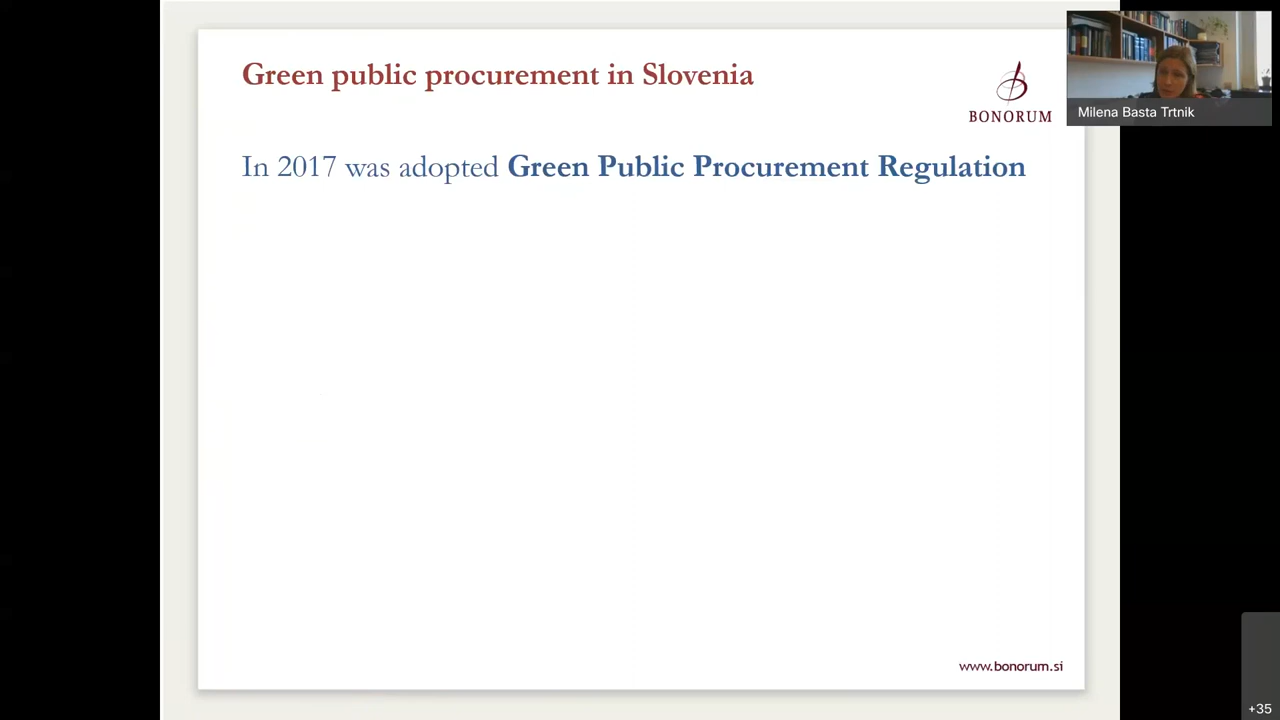 Green public procurement in Slovenia
BONORUM
Milena Basta Trtnik
In 2017 was adopted Green Public Procurement Regulation
www.bonorum.si
+35